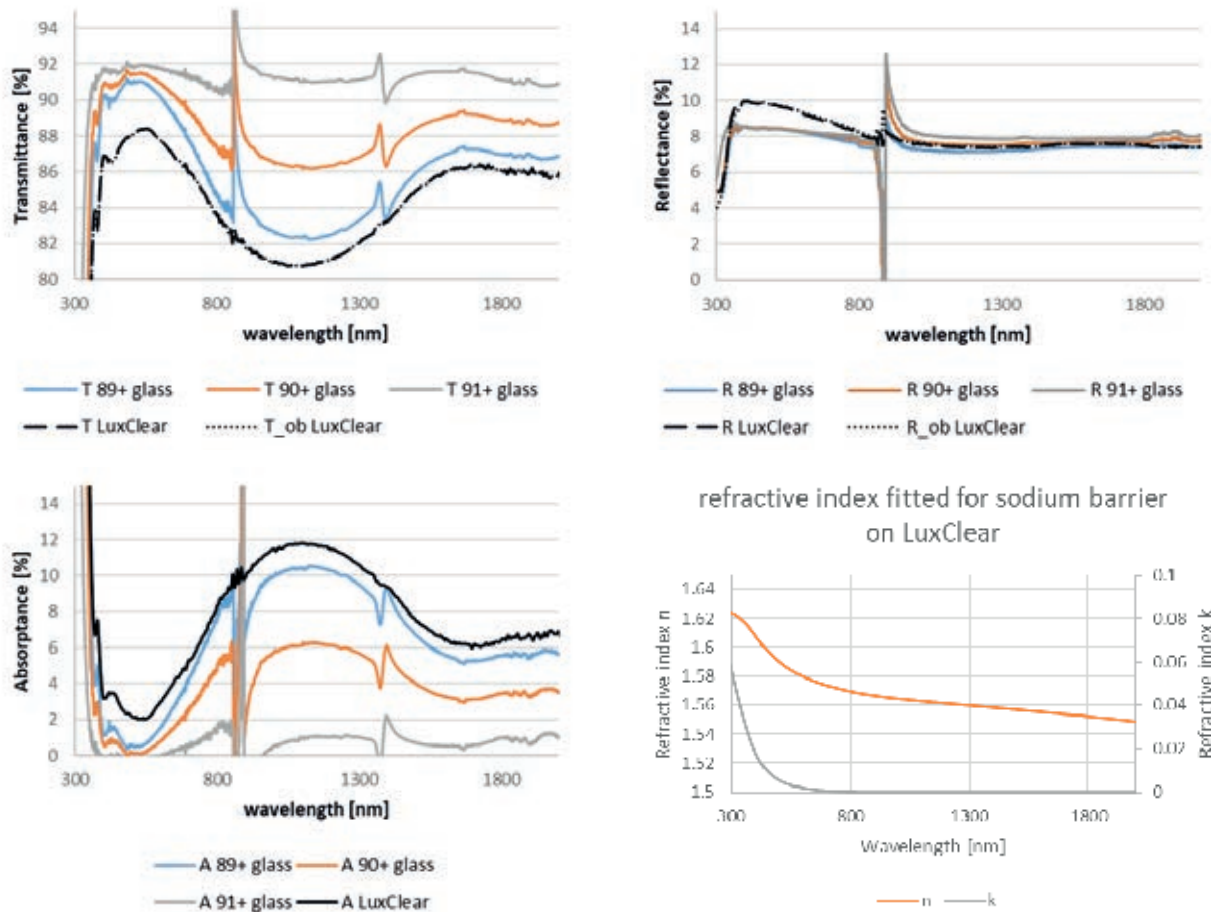 Transmittance [%]
94
92
90
88
86
84
82
80
300
800
1300
1800
wavelength [nm]
T 89+ glass
T 90+ glass
T 91+ glass
T LuxClear
T_ob LuxClear
Reflectance [%]
14
12
10
8
6
4
2
0
300
800
1300
1800
wavelength [nm]
R 89+ glass
R 90+ glass
R 91+ glass
R LuxClear
R_ob LuxClear
Absorptance [%]
14
12
10
8
6
4
2
0
300
800
1300
1800
wavelength [nm]
A 89+ glass
A 90+ glass
A 91+ glass
A LuxClear
refractive index fitted for sodium barrier
on LuxClear
Refractive index n
1.64
1.62
1.6
1.58
1.56
1.54
1.52
1.5
0.1
0.08
0.06
0.04
0.02
0
Refractive index k
300
800
1300
1800
Wavelength [nm]
n
k